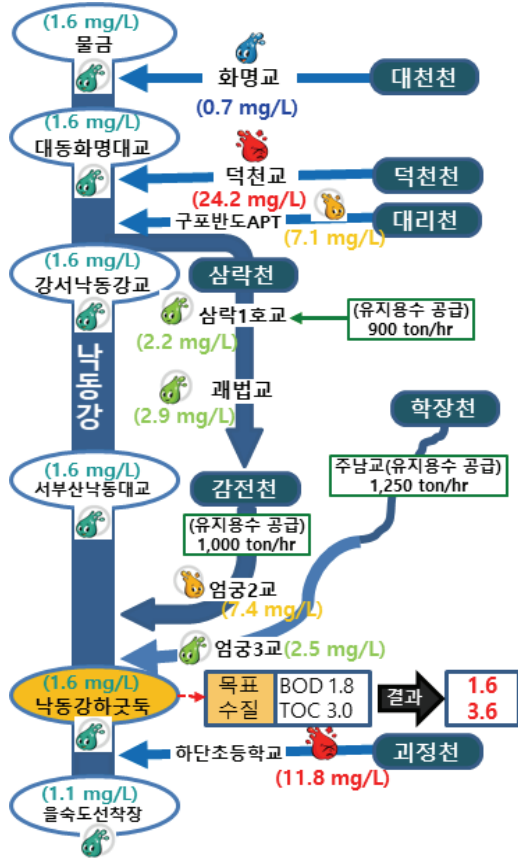 (1.6 mg/L)
물금
화명교
(0.7 mg/L)
대천천
(1.6 mg/L)
대동화명대교
덕천교
(24.2 mg/L)
덕천천
구포반도APT
(7.1 mg/L)
대리천
(1.6 mg/L)
강서낙동강교
삼락천
삼락1호교
(2.2 mg/L)
(유지용수 공급)
900 ton/hr
낙동강
괘법교
(2.9 mg/L)
학장천
주남교(유지용수 공급)
1,250 ton/hr
(1.6 mg/L)
서부산낙동대교
감전천
(유지용수 공급)
1,000 ton/hr
엄궁2교
(7.4 mg/L)
엄궁3교(2.5 mg/L)
(1.6 mg/L)
낙동강하굿둑
목표
수질
BOD 1.8
TOC 3.0
결과
1.6
3.6
하단초등학교
(11.8 mg/L)
괴정천
(1.1 mg/L)
을숙도선착장